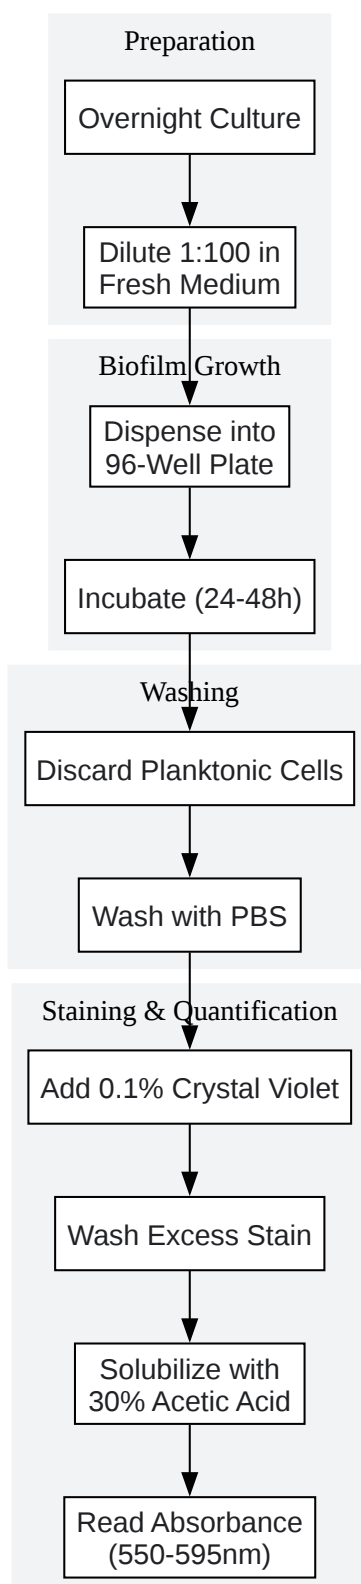 Preparation
Overnight Culture
Dilute 1:100 in
Fresh Medium
Biofilm Growth
Dispense into
96-Well Plate
Incubate (24-48h)
Washing
Discard Planktonic Cells
Wash with PBS
Staining & Quantification
Add 0.1% Crystal Violet
Wash Excess Stain
Solubilize with
30% Acetic Acid
Read Absorbance
(550-595nm)